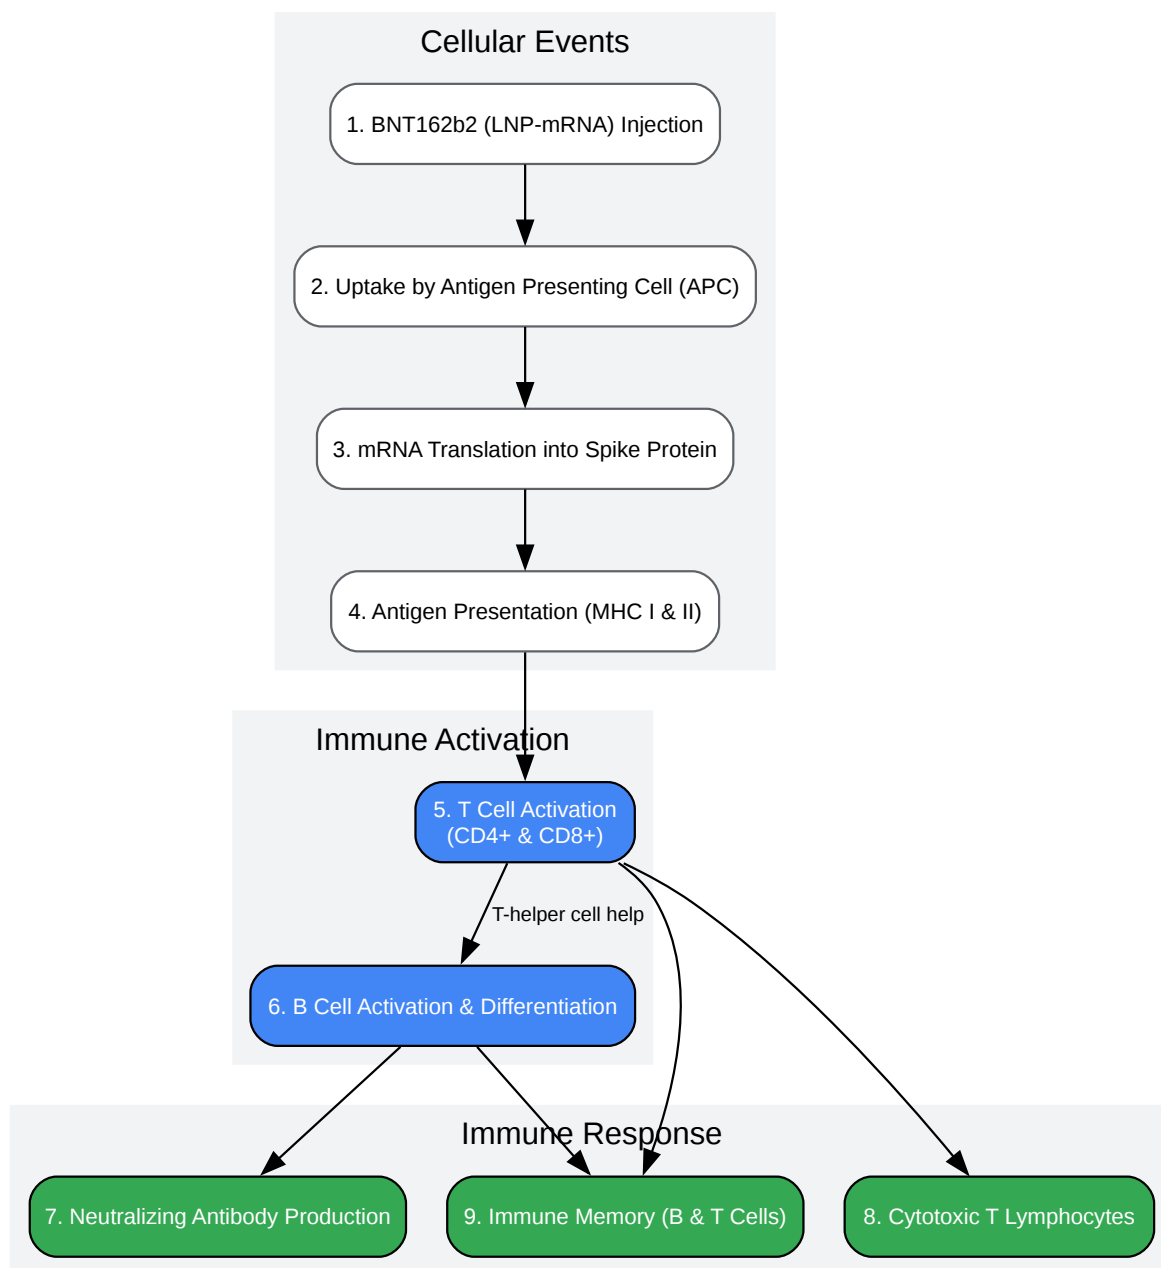 Cellular Events
1. BNT162b2 (LNP-mRNA) Injection
2. Uptake by Antigen Presenting Cell (APC)
3. mRNA Translation into Spike Protein
4. Antigen Presentation (MHC I & II)
Immune Activation
5. T Cell Activation
(CD4+ & CD8+)
T-helper cell help
6. B Cell Activation & Differentiation
Immune Response
7. Neutralizing Antibody Production
9. Immune Memory (B & T Cells)
8. Cytotoxic T Lymphocytes